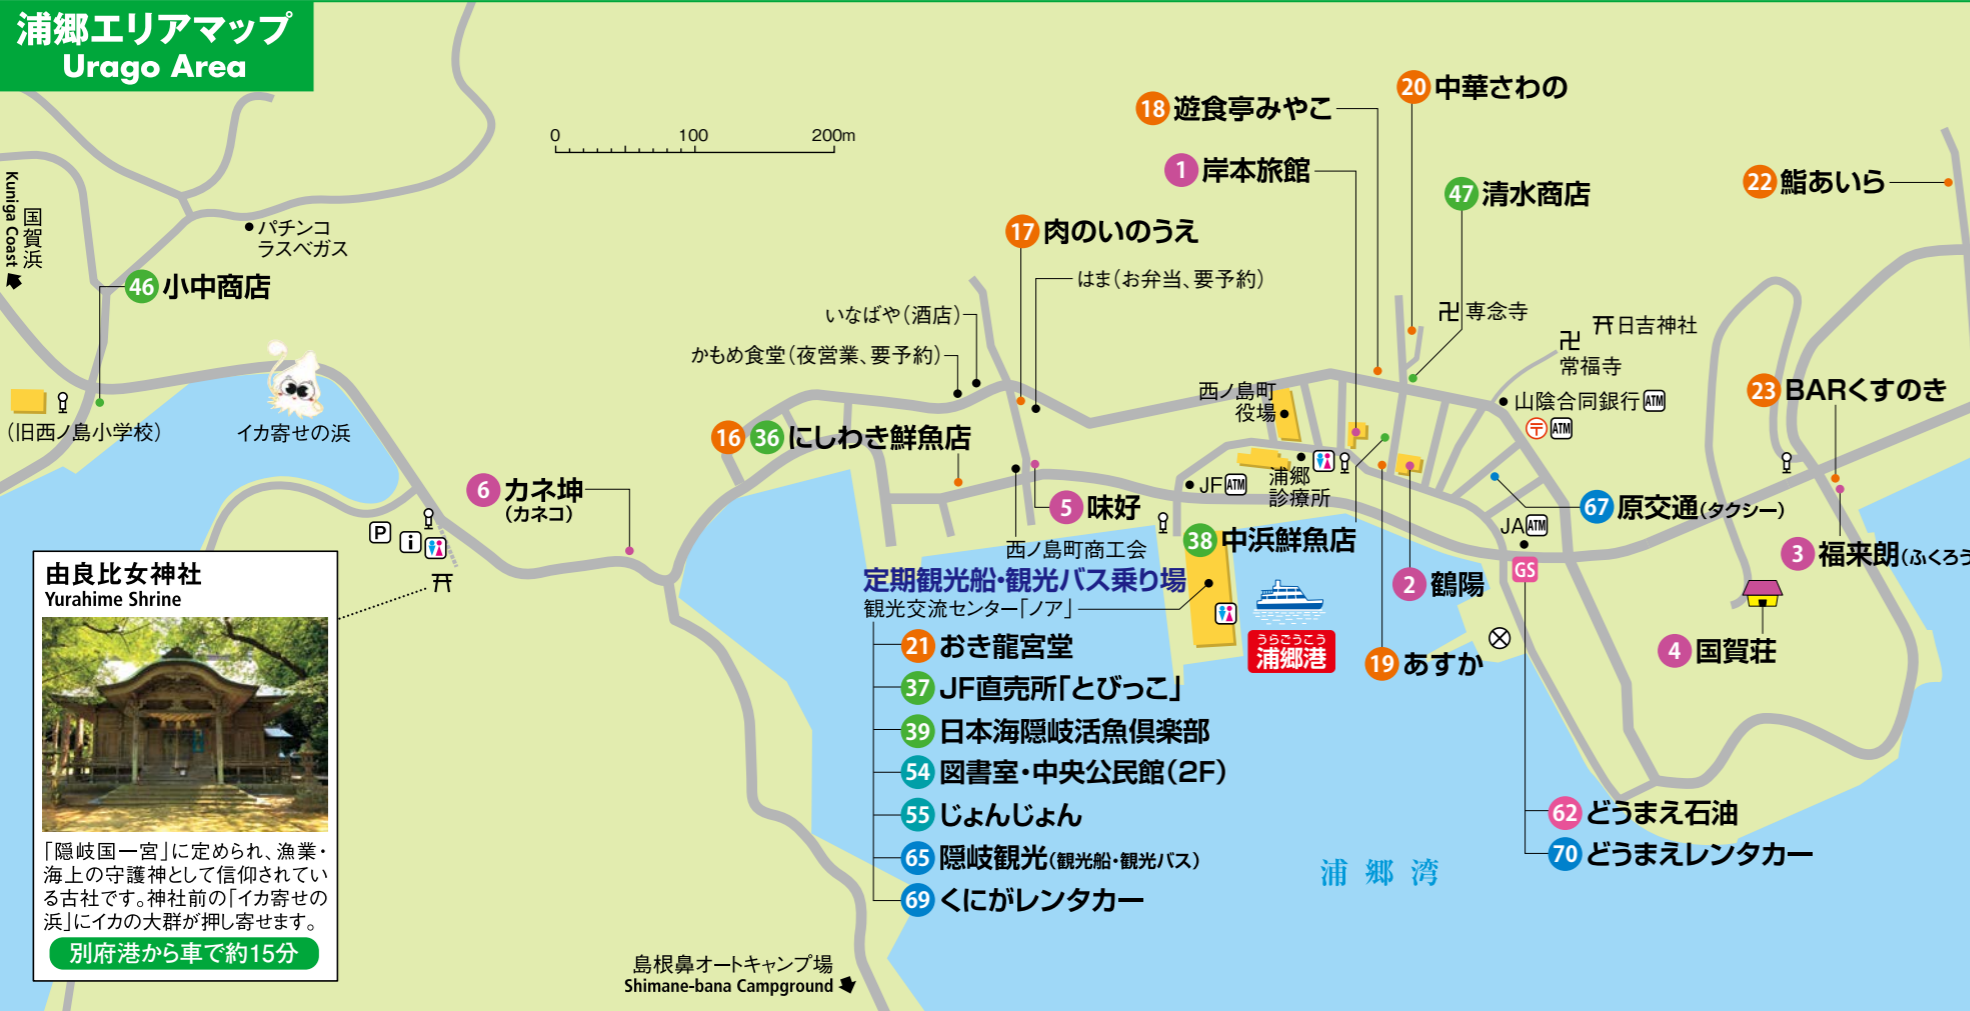 浦郷エリアマップ
Urago Area
0 100 200m
国賀浜
Kuniga Coast
パチンコ
ラスベガス
46 小中商店
(旧西ノ島小学校)
イカ寄せの浜
6 カネ坤
(カネコ)
P
i
由良比女神社
Yurahime Shrine
「隠岐国一宮」に定められ、漁業・
海上の守護神として信仰されてい
る古社です。神社前の「イカ寄せの
浜」にイカの大群が押し寄せます。
別府港から車で約15分
18 遊食亭みやこ
20 中華さわの
1 岸本旅館
47 清水商店
22 鮨あいら
17 肉のいのうえ
はま(お弁当、要予約)
いなばや(酒店)
かもめ食堂(夜営業、要予約)
卍専念寺
卍
常福寺
日吉神社
西ノ島町
役場
山陰合同銀行 ATM
〒 ATM
23 BARくすのき
16 36 にしわき鮮魚店
浦郷
診療所
JF ATM
5 味好
67 原交通(タクシー)
JA ATM
西ノ島町商工会
38 中浜鮮魚店
3 福来朗(ふくろう
GS
2 鶴陽
定期観光船・観光バス乗り場
観光交流センター「ノア」
21 おき龍宮堂
37 JF直売所「とびっこ」
39 日本海隠岐活魚倶楽部
54 図書室・中央公民館(2F)
55 じょんじょん
65 隠岐観光(観光船・観光バス)
69 くにがレンタカー
うらごうこう
浦郷港
19 あすか
4 国賀荘
62 どうまえ石油
70 どうまえレンタカー
浦郷湾
島根鼻オートキャンプ場
Shimane-bana Campground